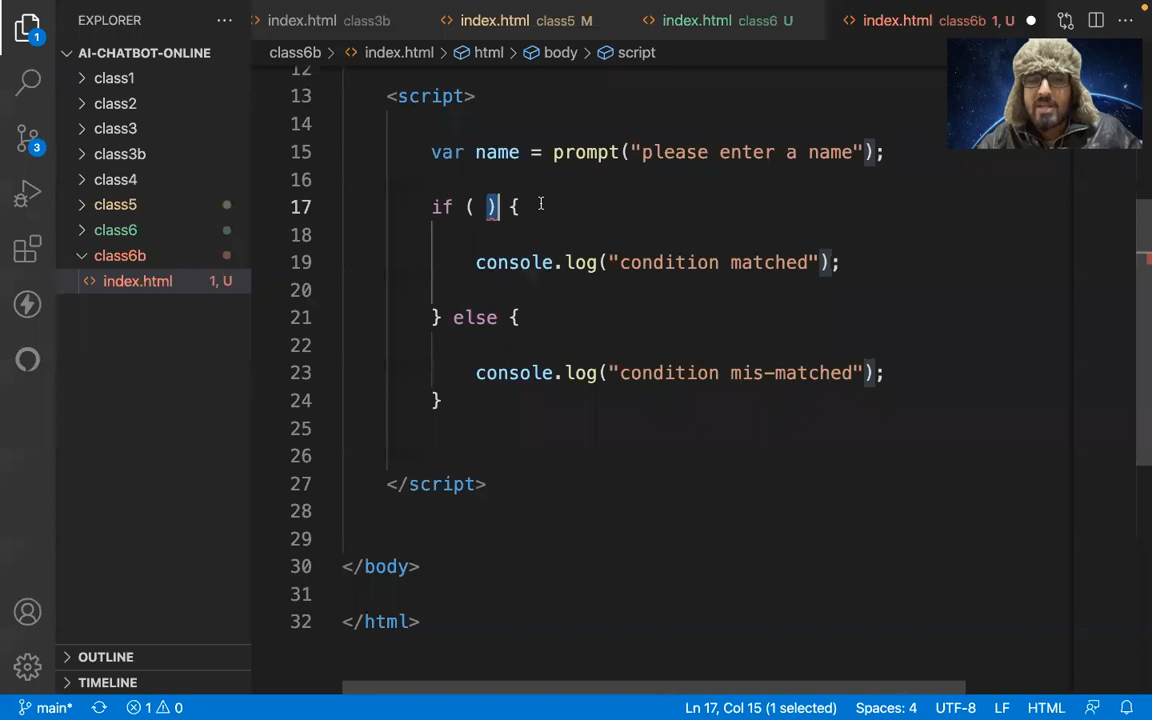 EXPLORER
index.html class3b
index.html class5 M
index.html class6 U
index.html class6b 1, U
1
AI-CHATBOT-ONLINE
class6b > index.html > html > body > script
class1
class2
class3
class3b
class4
class5
class6
class6b
index.html 1, U
3
12
13 <script>
14
15 var name = prompt("please enter a name");
16
17 if ( ) {
18
19 console.log("condition matched");
20
21 } else {
22
23 console.log("condition mis-matched");
24 }
25
26
27 </script>
28
29
30 </body>
31
32 </html>
OUTLINE
TIMELINE
main* 1 0 Ln 17, Col 15 (1 selected) Spaces: 4 UTF-8 LF HTML